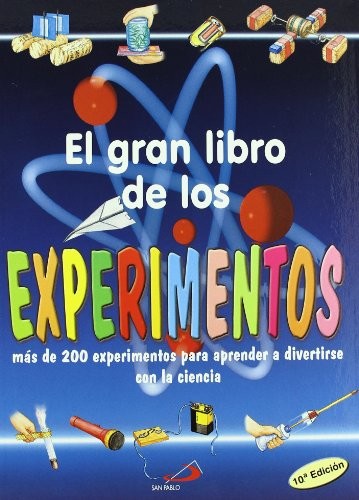 El gran libro
de los
EXPERIMENTOS
más de 200 experimentos para aprender a divertirse
con la ciencia
10ª Edición
SAN PABLO